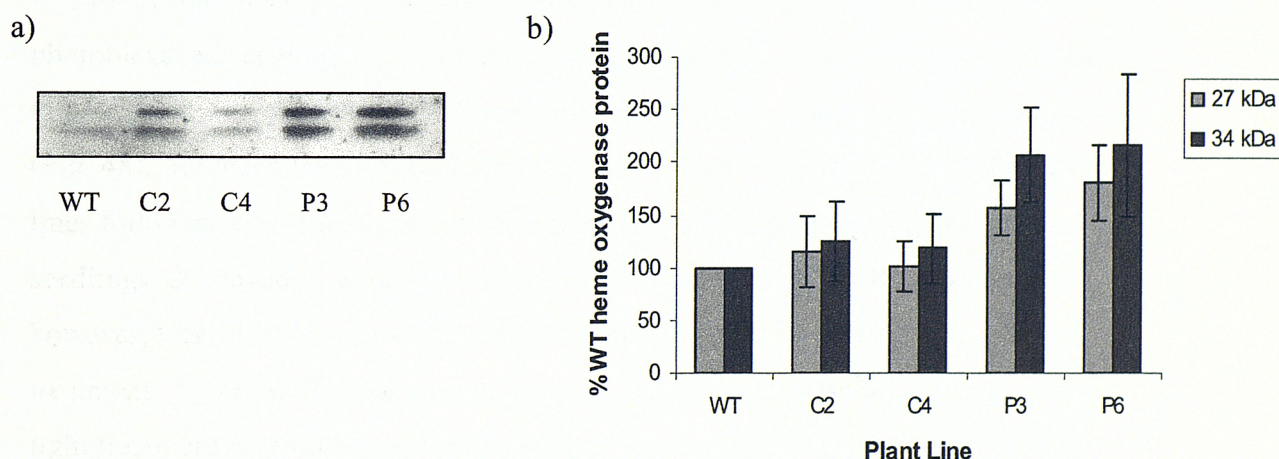 a)
WT C2 C4 P3 P6
b)
%WT heme oxygenase protein
300
250
200
150
100
50
0
WT C2 C4 P3 P6
Plant Line
27 kDa
34 kDa